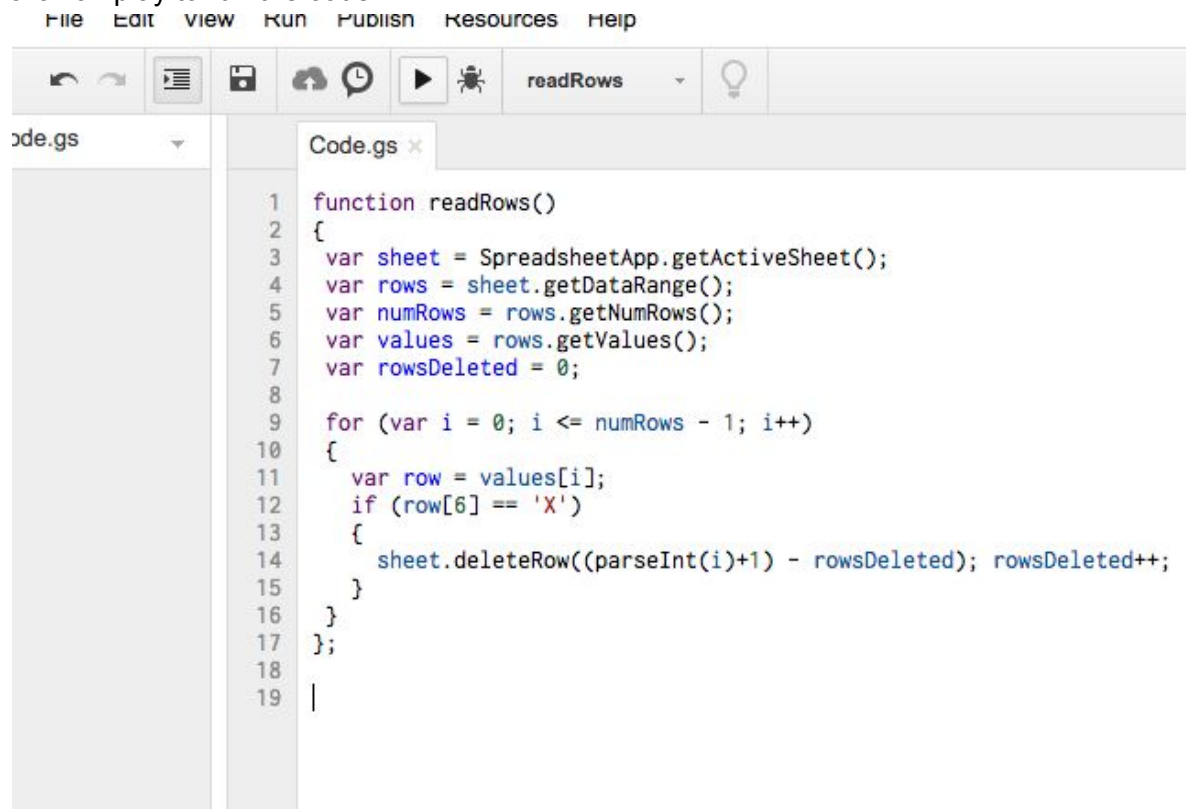 File Edit View Run Publish Resources Help
readRows
ode.gs
Code.gs ×
1 function readRows()
2 {
3 var sheet = SpreadsheetApp.getActiveSheet();
4 var rows = sheet.getDataRange();
5 var numRows = rows.getNumRows();
6 var values = rows.getValues();
7 var rowsDeleted = 0;
8
9 for (var i = 0; i <= numRows - 1; i++)
10 {
11 var row = values[i];
12 if (row[6] == 'X')
13 {
14 sheet.deleteRow((parseInt(i)+1) - rowsDeleted); rowsDeleted++;
15 }
16 }
17 };
18
19